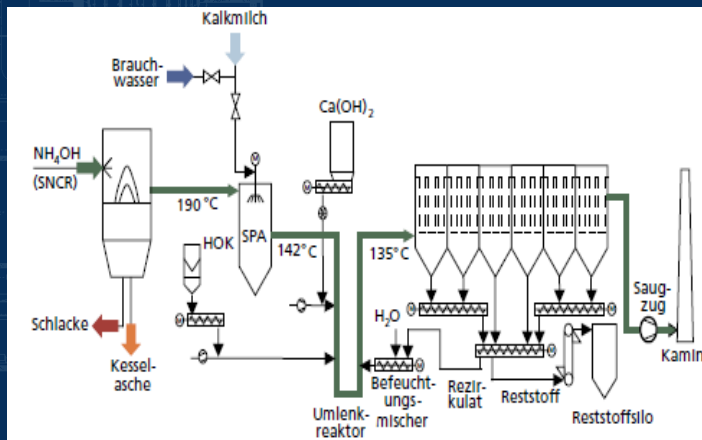 Kalkmilch
Brauch-
wasser
Ca(OH)2
NH4OH
(SNCR)
190 °C
HOK
SPA
142°C
135°C
M
M
M
M
M
M
M
Schlacke
Kessel-
asche
H2O
Saug-
zug
Kamin
Umlenk-
reaktor
Befeucht-
ungs-
mischer
Rezir-
kulat
Reststoff
Reststoffsilo